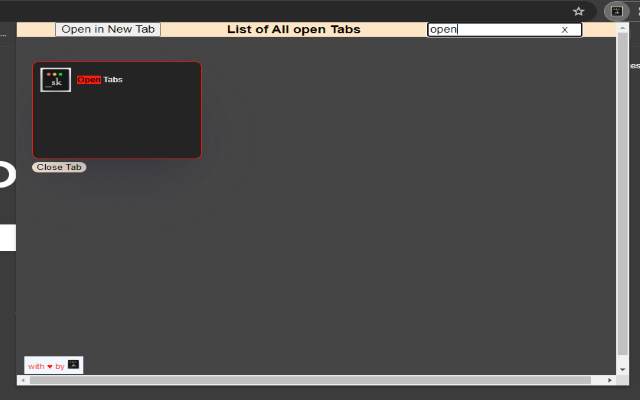 Open in New Tab
List of All open Tabs
open
x
_sk
Open Tabs
Close Tab
with ❤ by